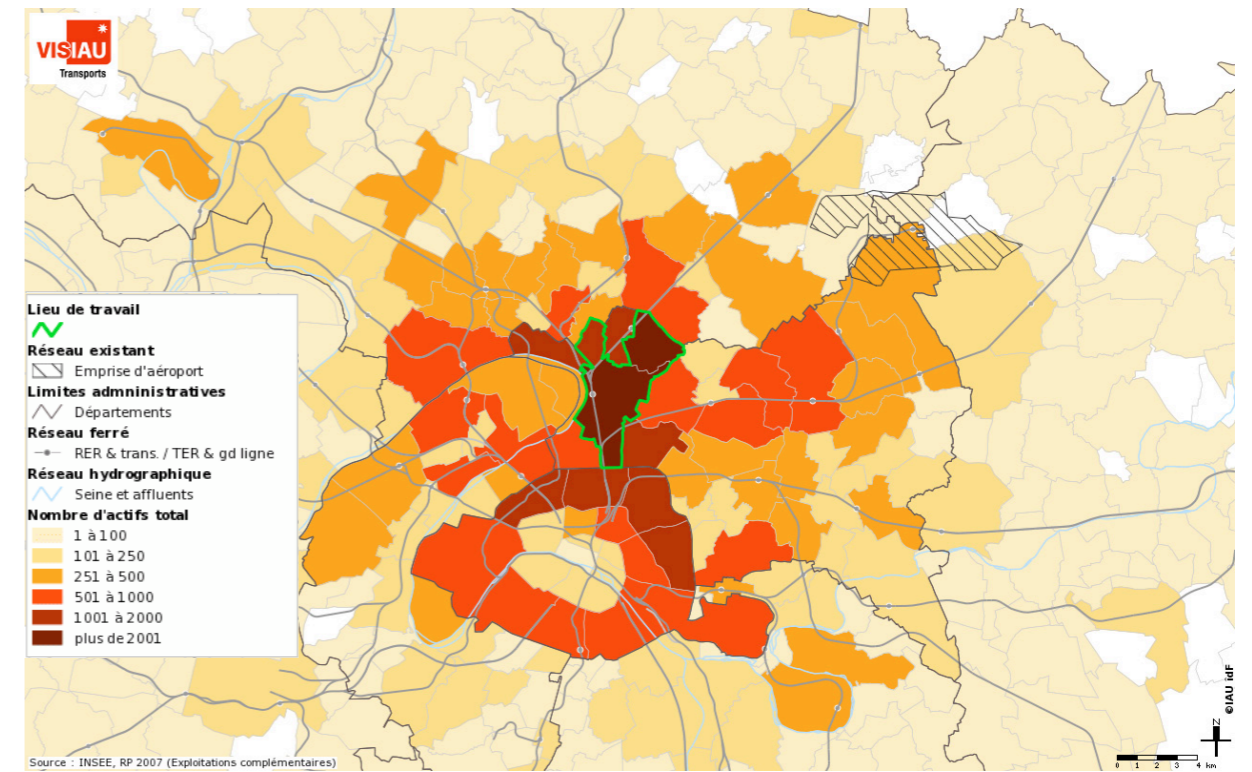 VISIAU
Transports
Lieu de travail
Réseau existant
Emprise d'aéroport
Limites admninistratives
Départements
Réseau ferré
RER & trans. / TER & gd ligne
Réseau hydrographique
Seine et affluents
Nombre d'actifs total
1 à 100
101 à 250
251 à 500
501 à 1000
1001 à 2000
plus de 2001
Source : INSEE, RP 2007 (Exploitations complémentaires)
©IAU îdF
N
0 1 2 3 4 km